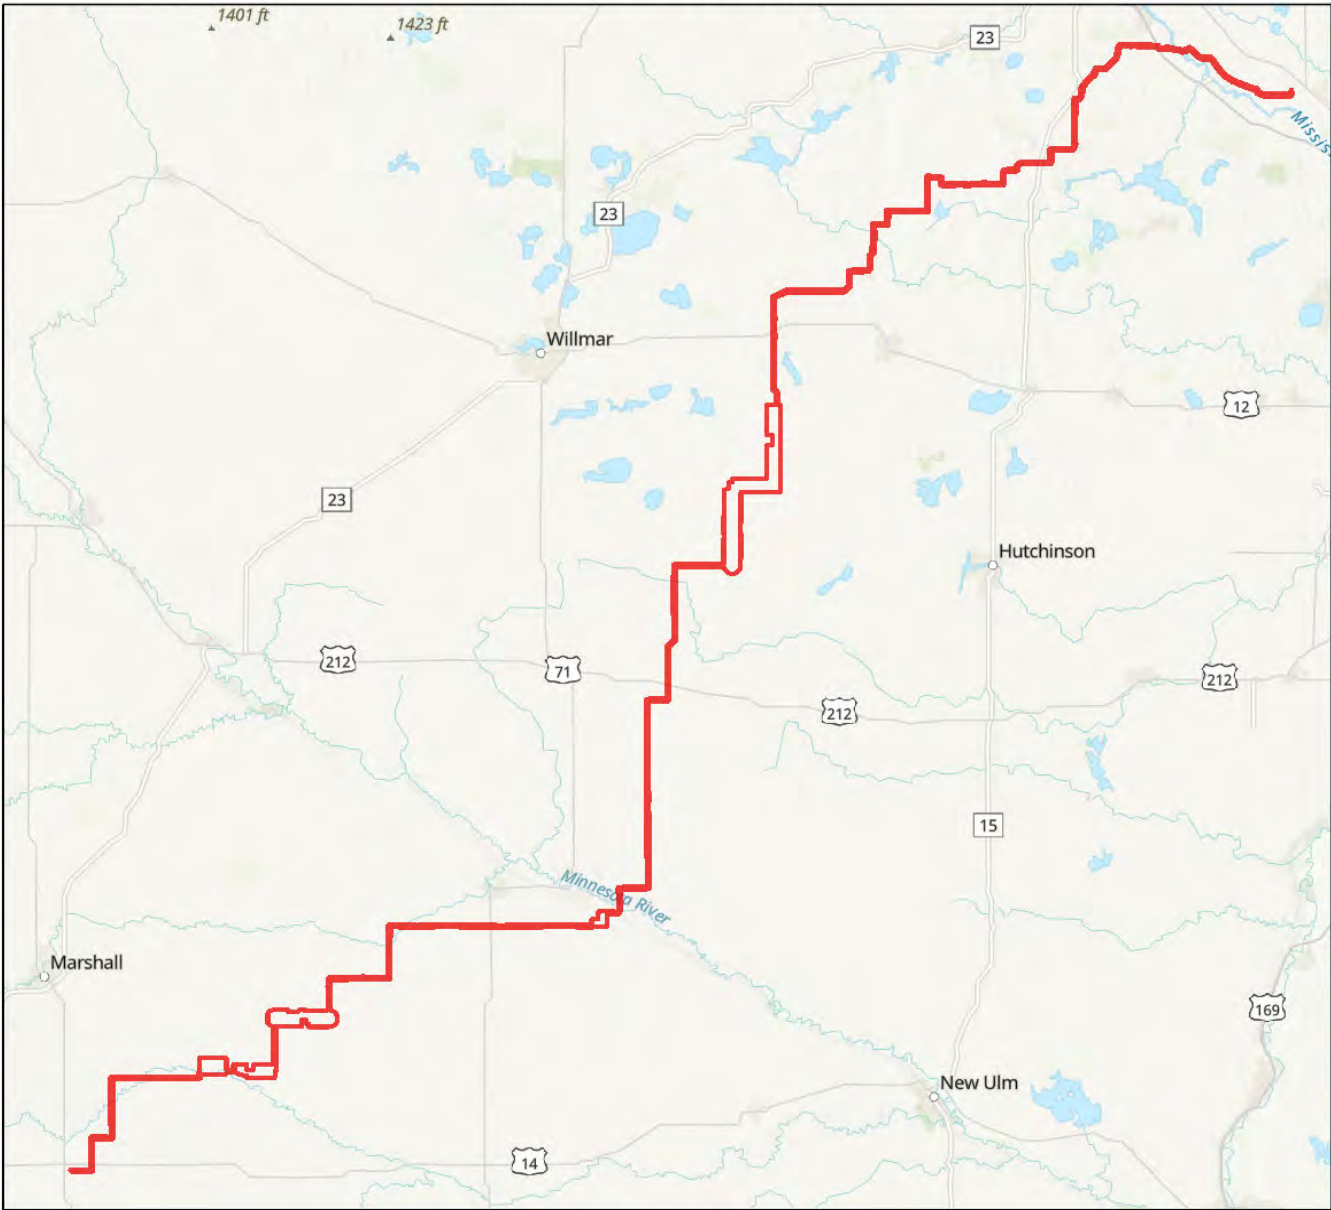 1401 ft
1423 ft
23
Missis
23
Willmar
12
23
Hutchinson
212
71
212
212
15
Minnesota River
Marshall
169
New Ulm
14